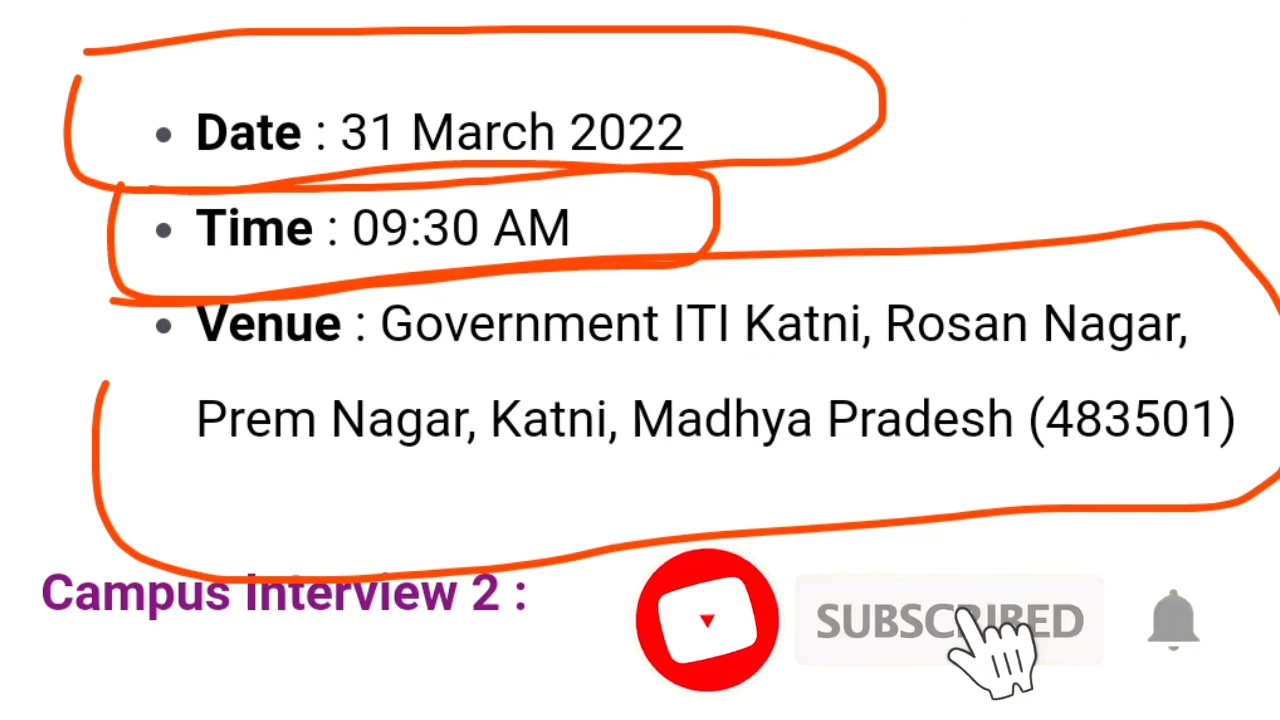 Date : 31 March 2022
Time : 09:30 AM
Venue : Government ITI Katni, Rosan Nagar,
Prem Nagar, Katni, Madhya Pradesh (483501)
Campus Interview 2 :
SUBSCRIBED